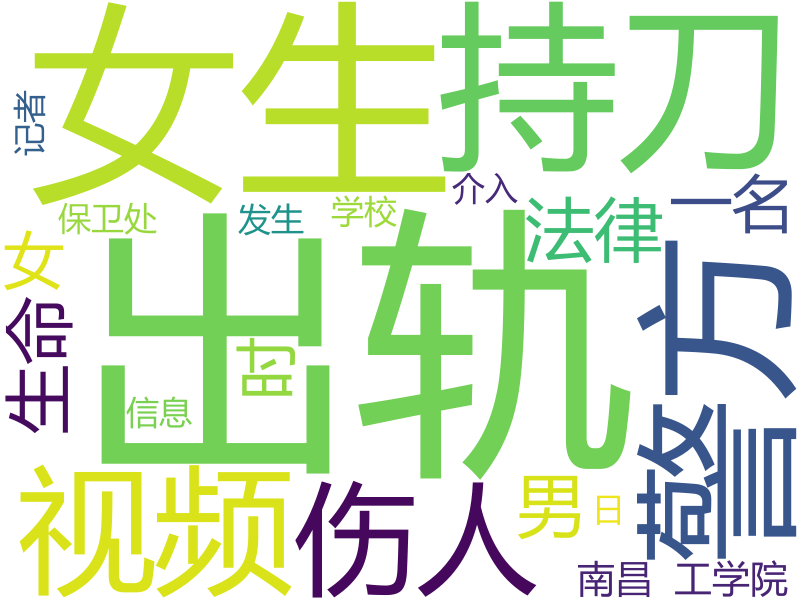 女生
持刀
记者
保卫处
发生
学校
介入
法律
一名
女
出轨
警方
生命
时
信息
视频
伤人
男
日
南昌
工学院